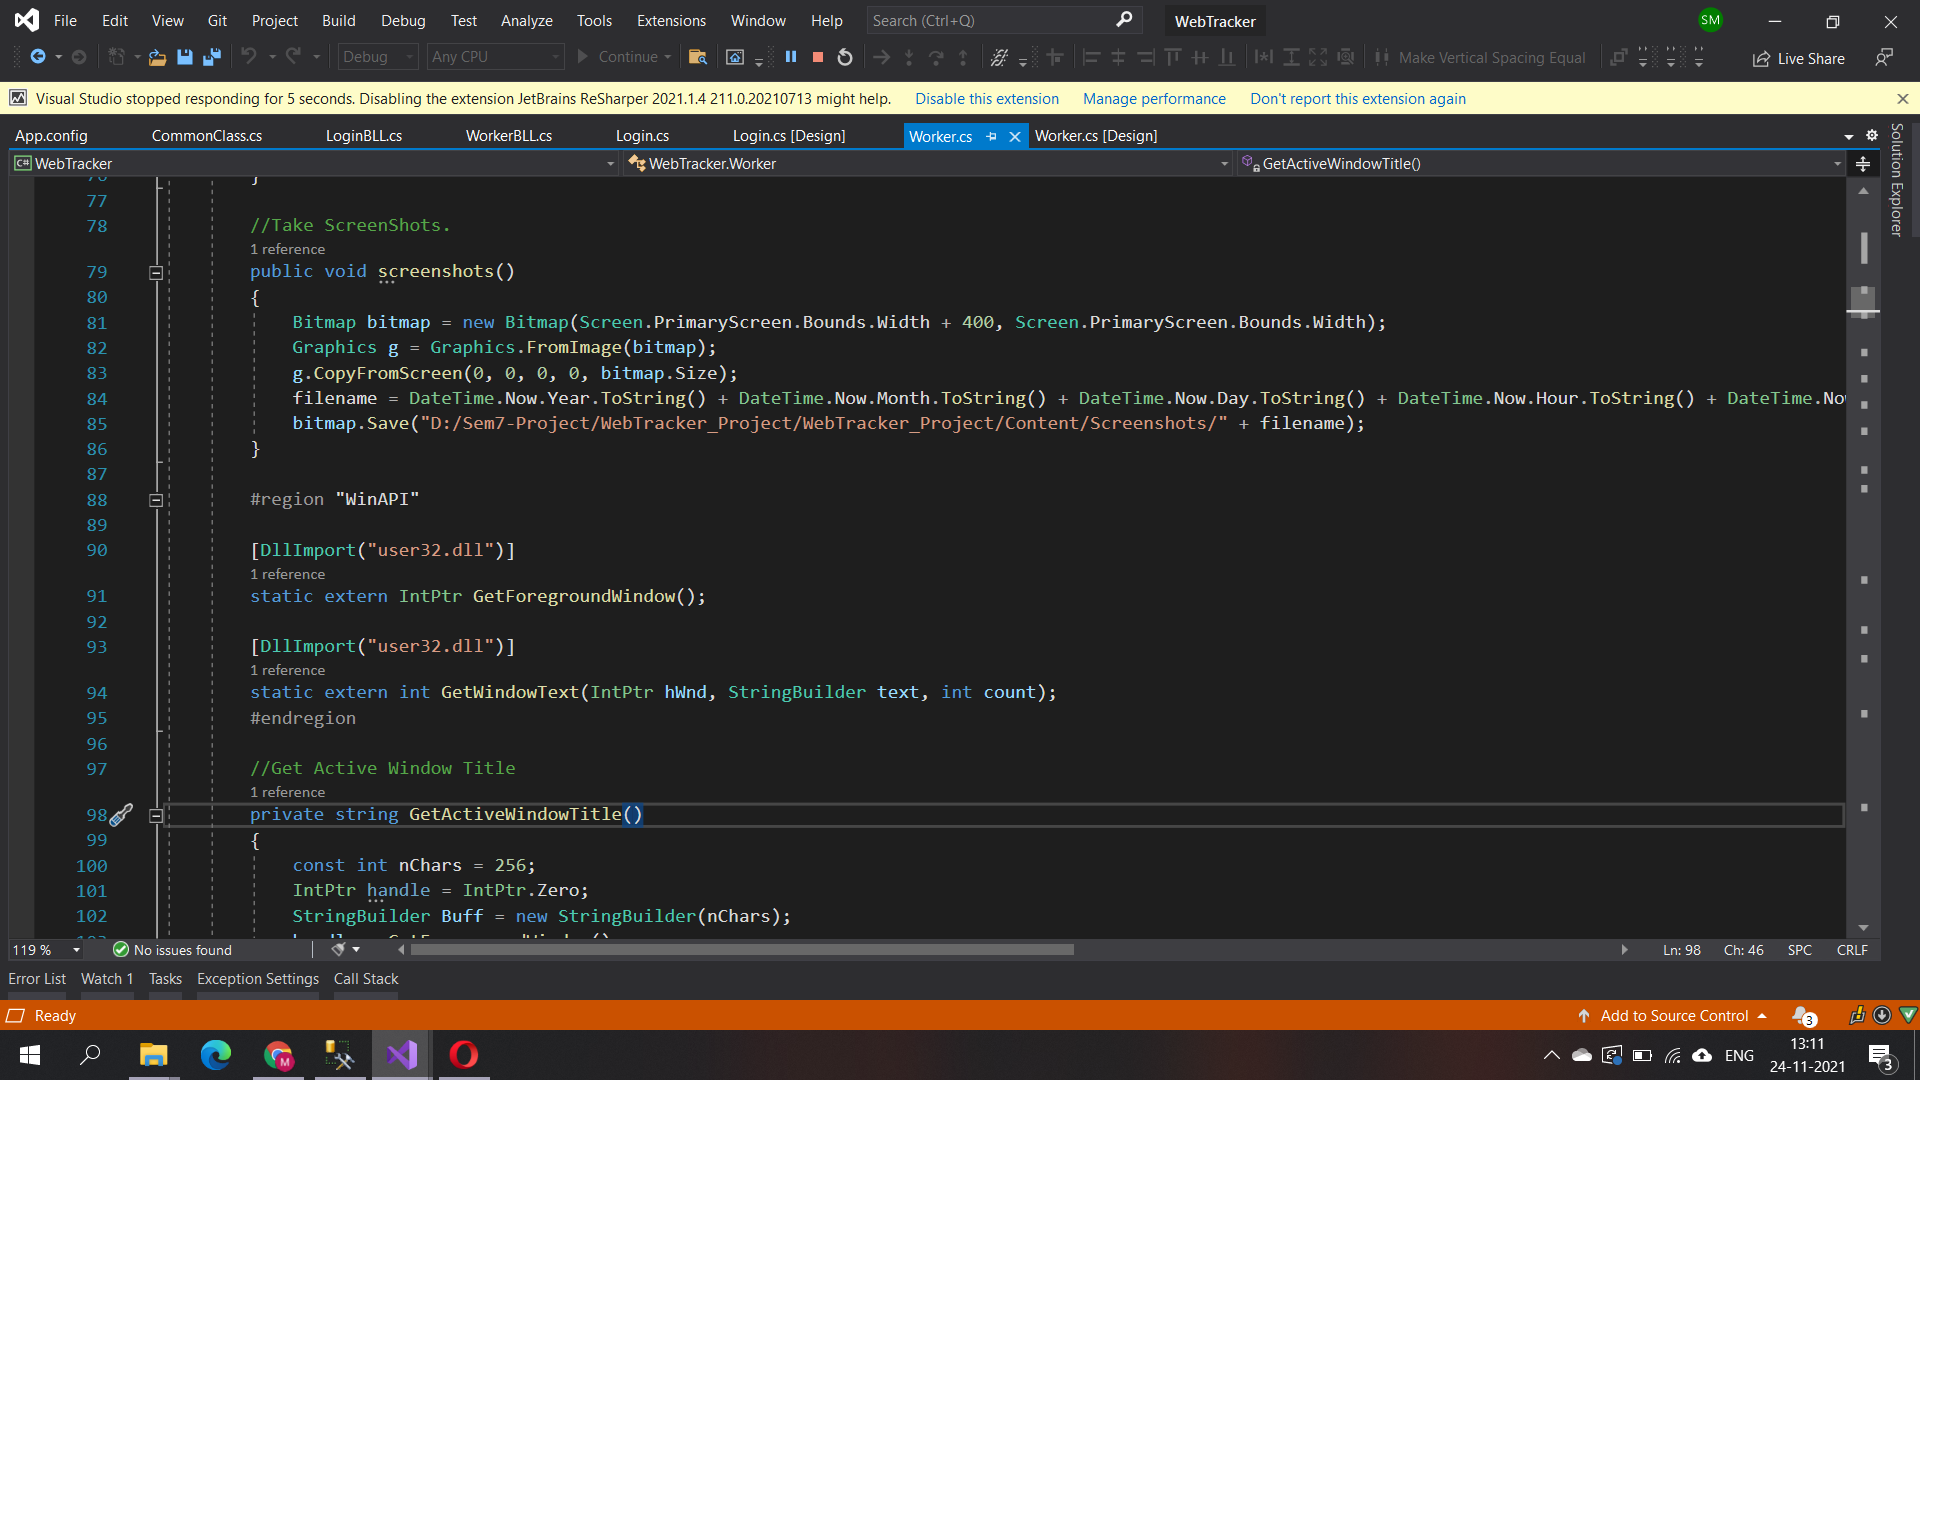 File Edit View Git Project Build Debug Test Analyze Tools Extensions Window Help Search (Ctrl+Q) WebTracker SM
Debug Any CPU Continue Make Vertical Spacing Equal Live Share
Visual Studio stopped responding for 5 seconds. Disabling the extension JetBrains ReSharper 2021.1.4 211.0.20210713 might help. Disable this extension Manage performance Don't report this extension again
App.config CommonClass.cs LoginBLL.cs WorkerBLL.cs Login.cs Login.cs [Design] Worker.cs Worker.cs [Design]
C# WebTracker WebTracker.Worker GetActiveWindowTitle()
Solution Explorer
76 }
77
78 //Take ScreenShots.
1 reference
79 public void screenshots()
80 {
81 Bitmap bitmap = new Bitmap(Screen.PrimaryScreen.Bounds.Width + 400, Screen.PrimaryScreen.Bounds.Width);
82 Graphics g = Graphics.FromImage(bitmap);
83 g.CopyFromScreen(0, 0, 0, 0, bitmap.Size);
84 filename = DateTime.Now.Year.ToString() + DateTime.Now.Month.ToString() + DateTime.Now.Day.ToString() + DateTime.Now.Hour.ToString() + DateTime.No
85 bitmap.Save("D:/Sem7-Project/WebTracker_Project/WebTracker_Project/Content/Screenshots/" + filename);
86 }
87
88 #region "WinAPI"
89
90 [DllImport("user32.dll")]
1 reference
91 static extern IntPtr GetForegroundWindow();
92
93 [DllImport("user32.dll")]
1 reference
94 static extern int GetWindowText(IntPtr hWnd, StringBuilder text, int count);
95 #endregion
96
97 //Get Active Window Title
1 reference
98 private string GetActiveWindowTitle()
99 {
100 const int nChars = 256;
101 IntPtr handle = IntPtr.Zero;
102 StringBuilder Buff = new StringBuilder(nChars);
119 % No issues found Ln: 98 Ch: 46 SPC CRLF
Error List Watch 1 Tasks Exception Settings Call Stack
Ready Add to Source Control 3
M ENG 13:11
24-11-2021 3